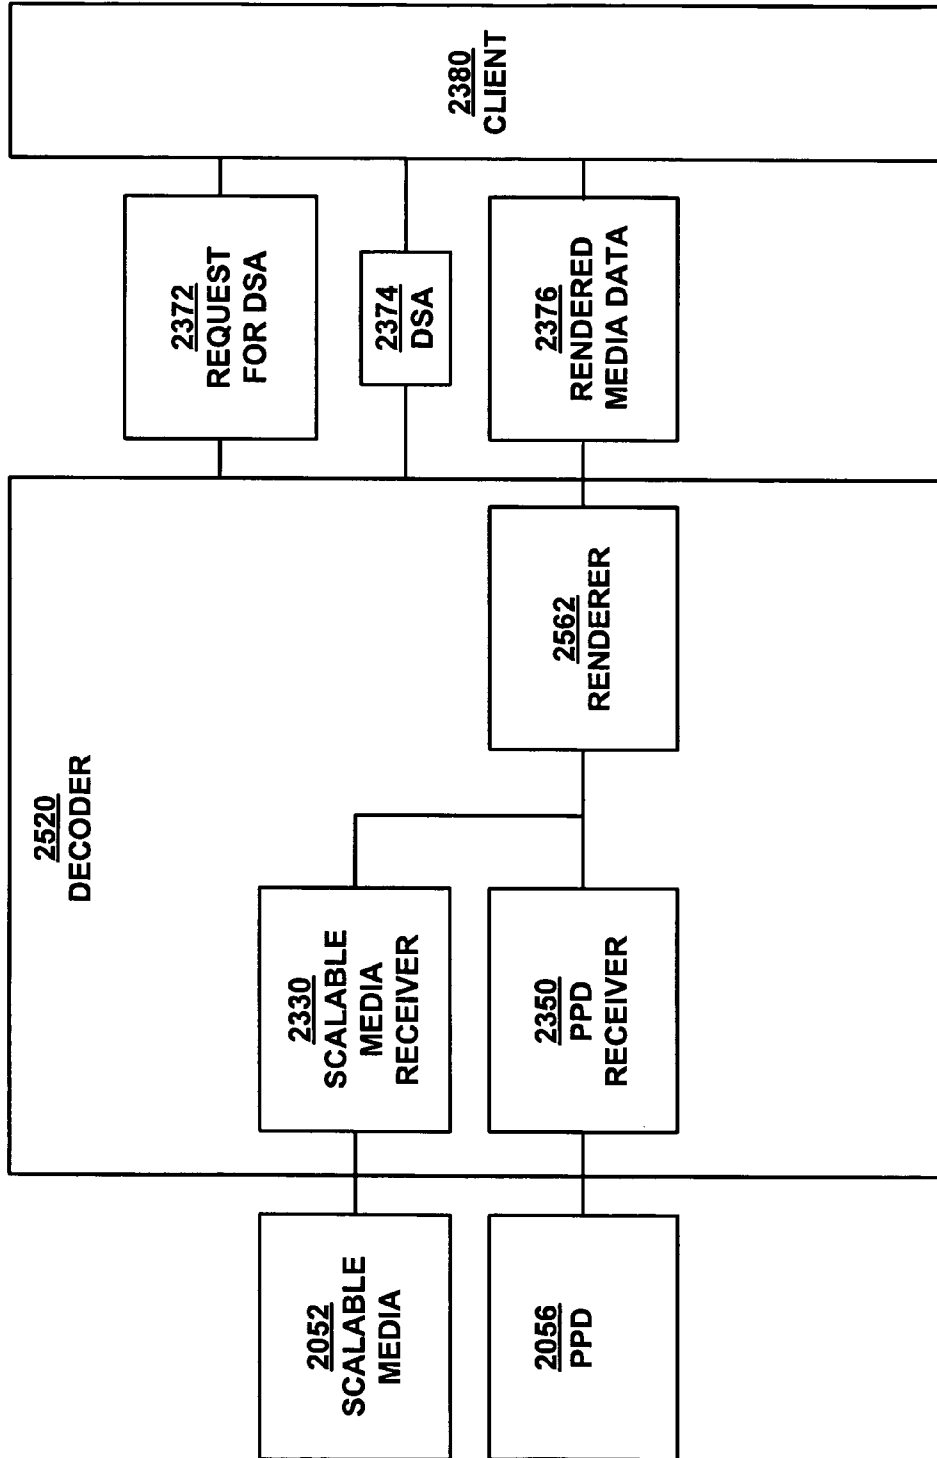 2520
DECODER
2052
SCALABLE
MEDIA
2330
SCALABLE
MEDIA
RECEIVER
2372
REQUEST
FOR DSA
2374
DSA
2380
CLIENT
2056
PPD
2350
PPD
RECEIVER
2562
RENDERER
2376
RENDERED
MEDIA DATA